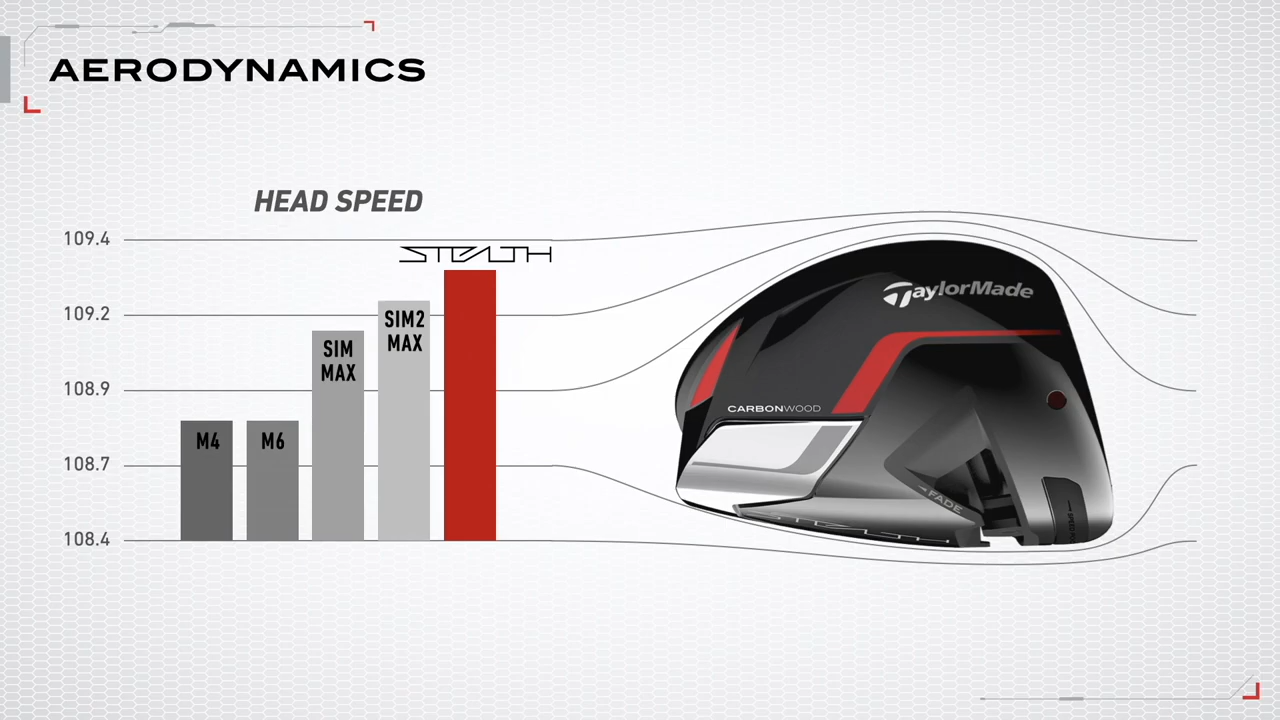 AERODYNAMICS
HEAD SPEED
109.4
109.2
108.9
108.7
108.4
M4
M6
SIM
MAX
SIM2
MAX
STEALTH
TaylorMade
CARBONWOOD
FADE